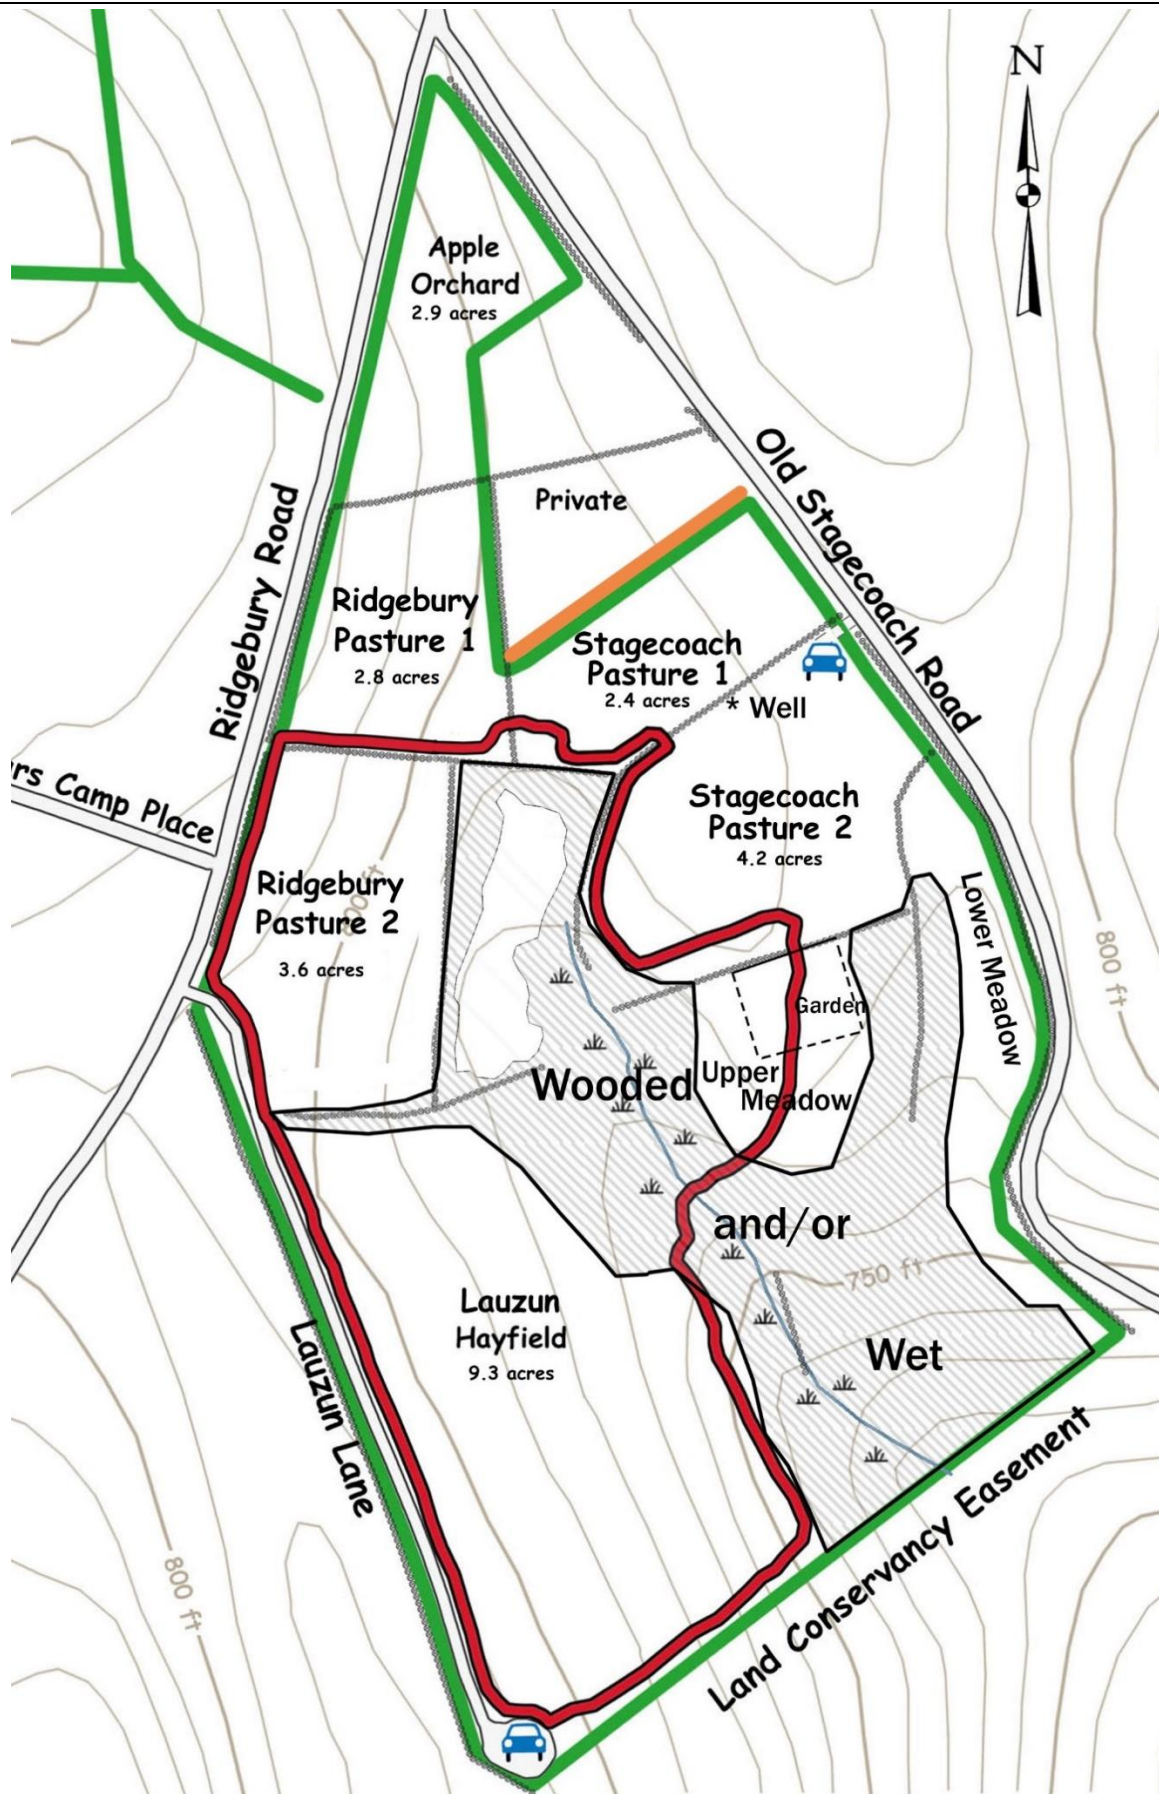 N
Apple
Orchard
2.9 acres
Old Stagecoach Road
Ridgebury Road
Private
Ridgebury
Pasture 1
2.8 acres
Stagecoach
Pasture 1
2.4 acres
* Well
rs Camp Place
Stagecoach
Pasture 2
4.2 acres
Ridgebury
Pasture 2
3.6 acres
800 ft
Lower Meadow
800 ft
Garden
Wooded
Upper
Meadow
and/or
750 ft
Lauzun
Hayfield
9.3 acres
Wet
Lauzun Lane
Land Conservancy Easement
800 ft